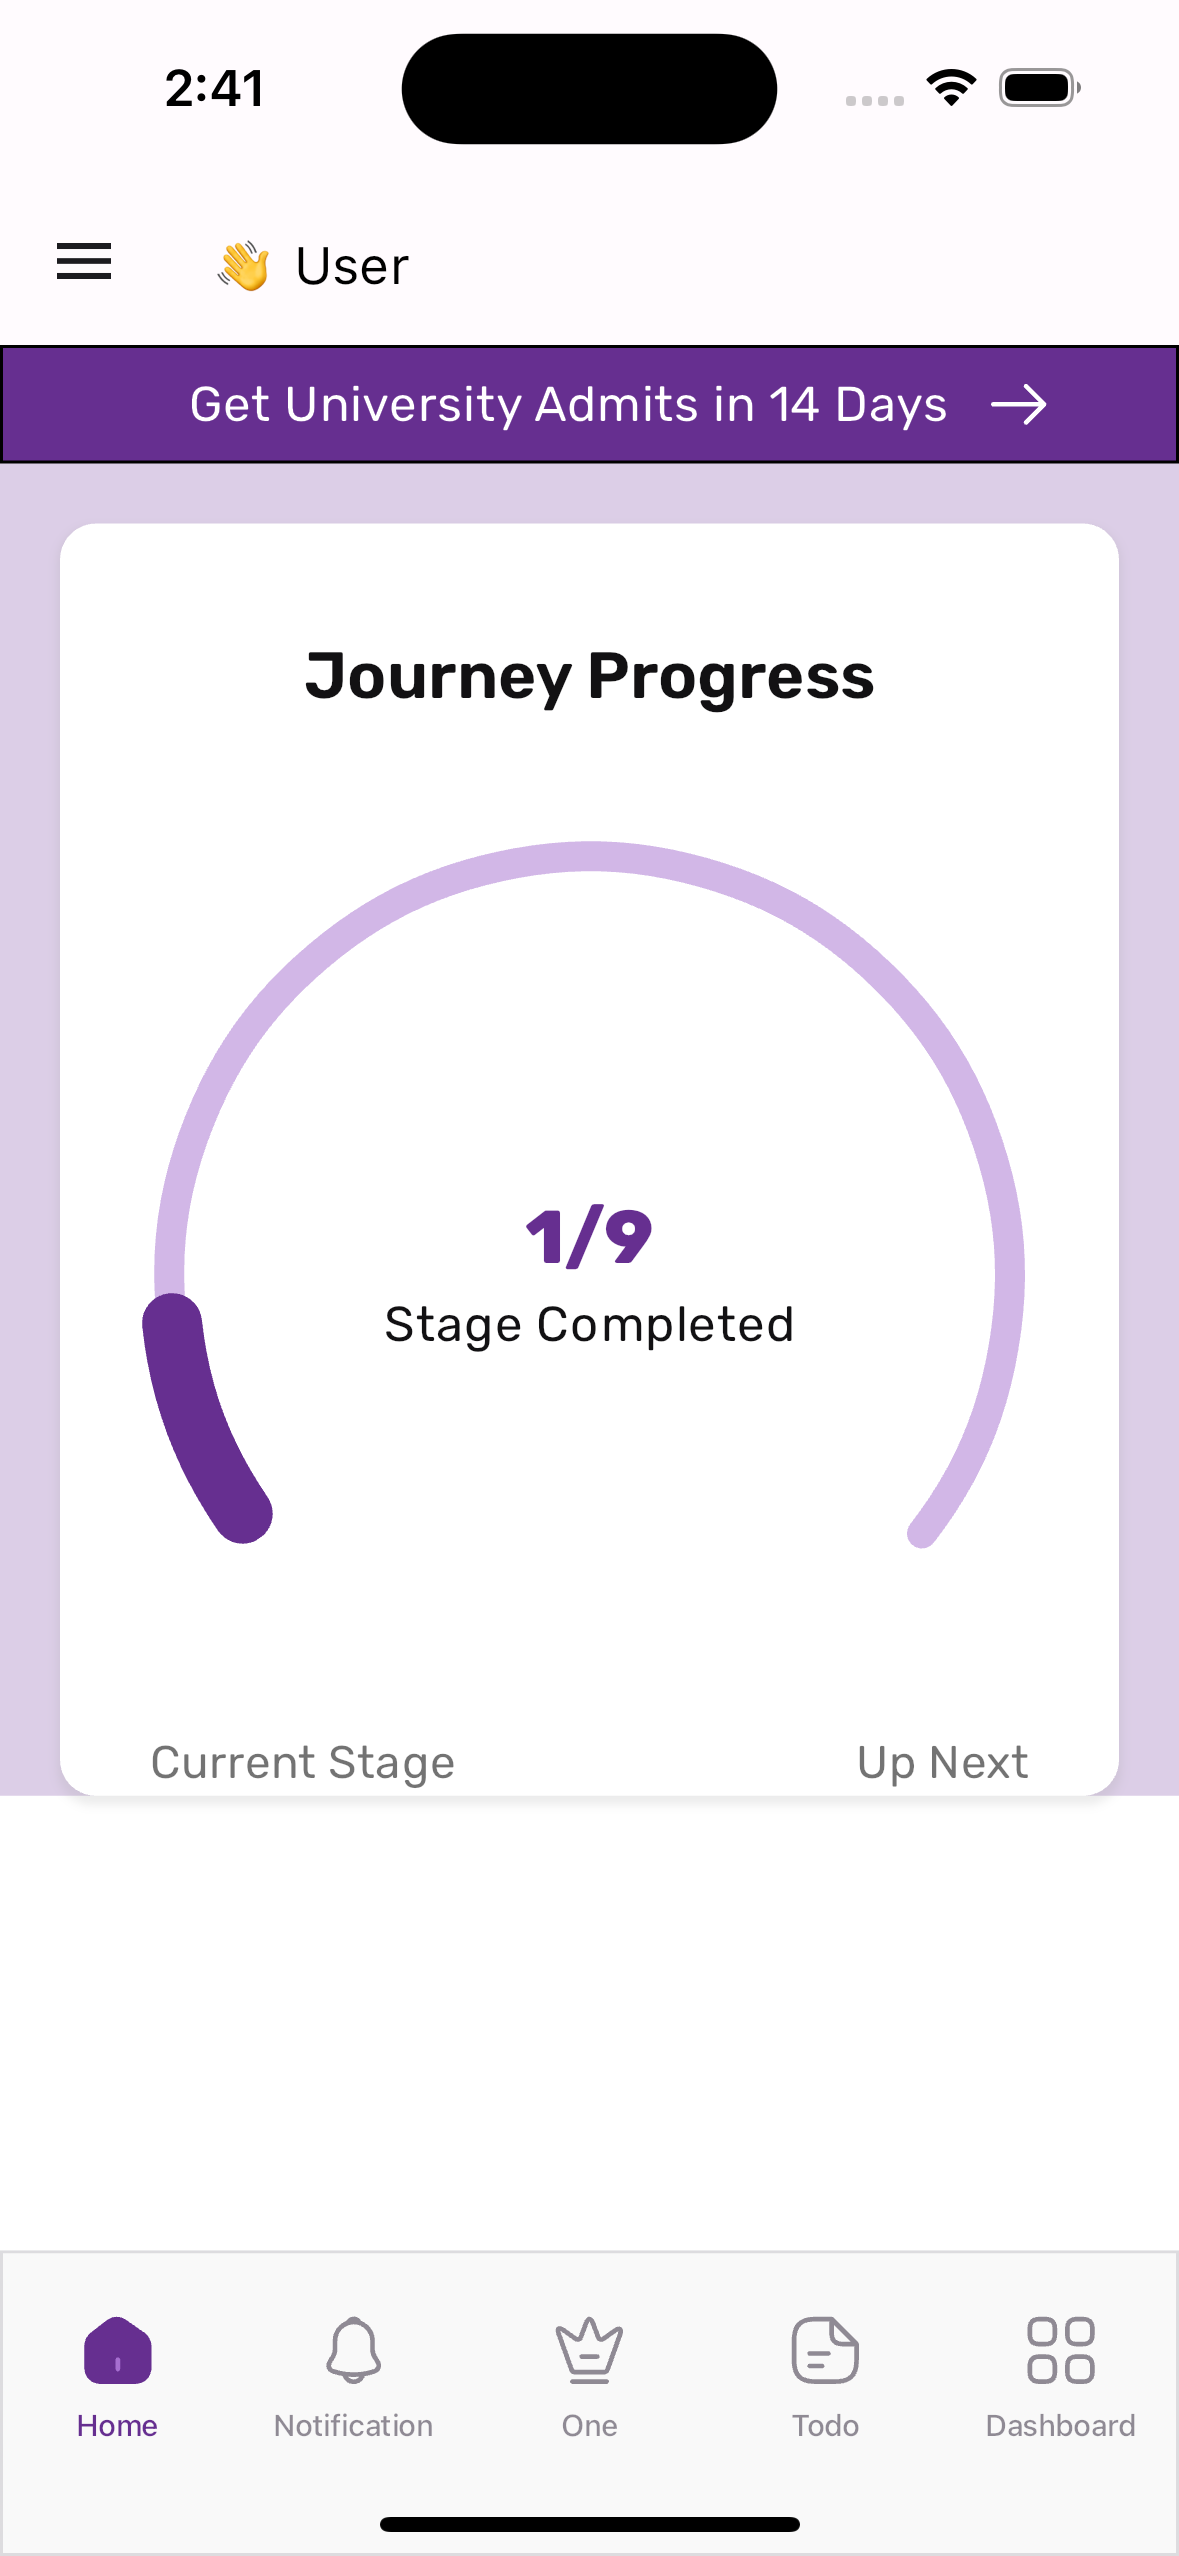 2:41
👋 User
Get University Admits in 14 Days
Journey Progress
1/9
Stage Completed
Current Stage Up Next
Home Notification One Todo Dashboard